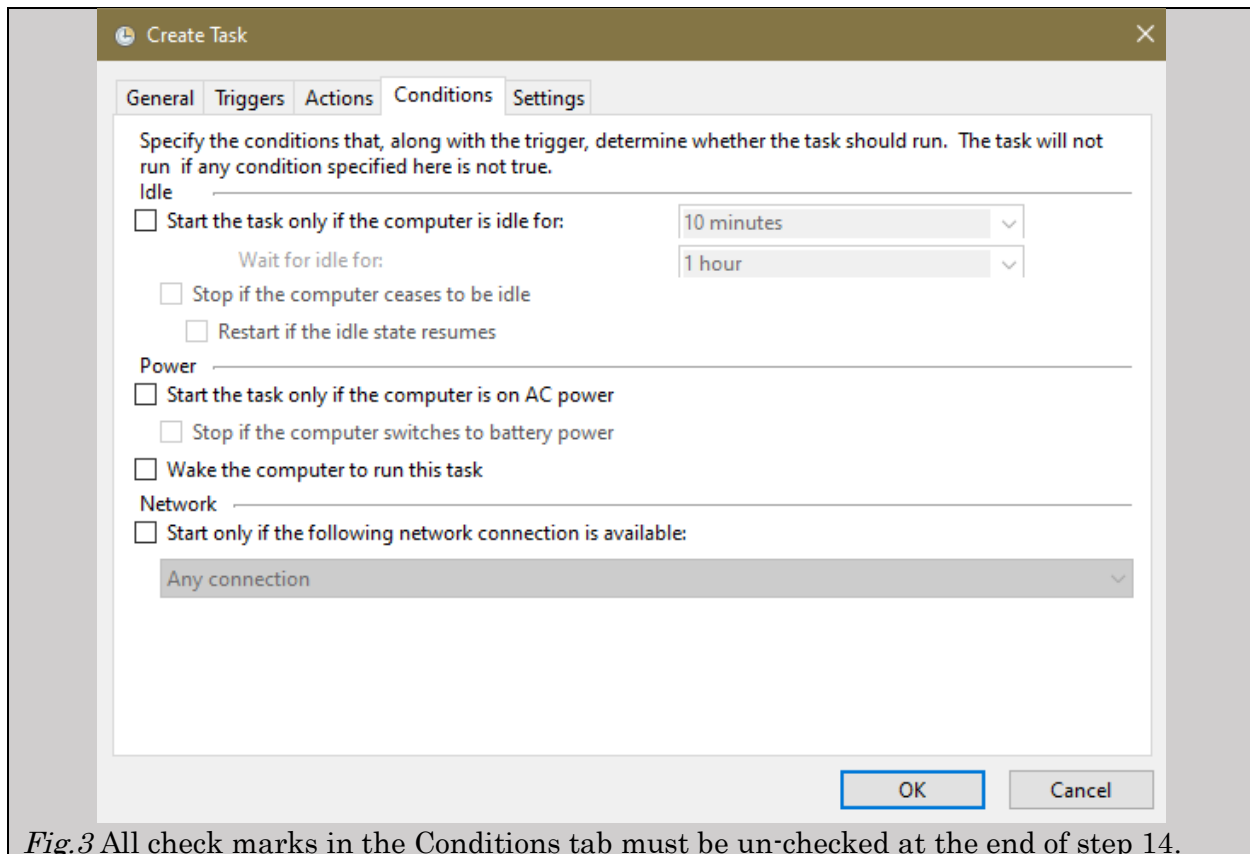 Create Task
General Triggers Actions Conditions Settings
Specify the conditions that, along with the trigger, determine whether the task should run. The task will not
run if any condition specified here is not true.
Idle
Start the task only if the computer is idle for: 10 minutes
Wait for idle for: 1 hour
Stop if the computer ceases to be idle
Restart if the idle state resumes
Power
Start the task only if the computer is on AC power
Stop if the computer switches to battery power
Wake the computer to run this task
Network
Start only if the following network connection is available:
Any connection
OK Cancel
Fig.3 All check marks in the Conditions tab must be un-checked at the end of step 14.